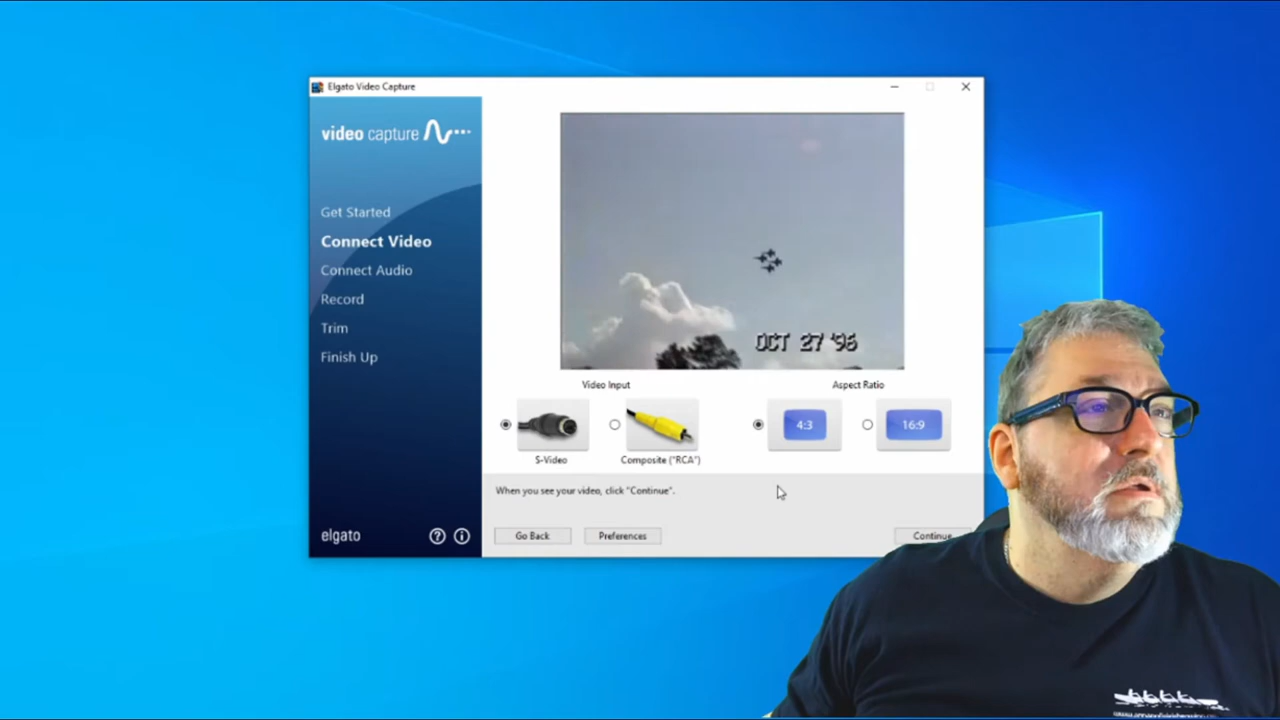 Elgato Video Capture
video capture
Get Started
Connect Video
Connect Audio
Record
Trim
Finish Up
elgato
OCT 27 '96
Video Input
Aspect Ratio
4:3
16:9
S-Video
Composite ("RCA")
When you see your video, click "Continue".
Go Back
Preferences
Continue